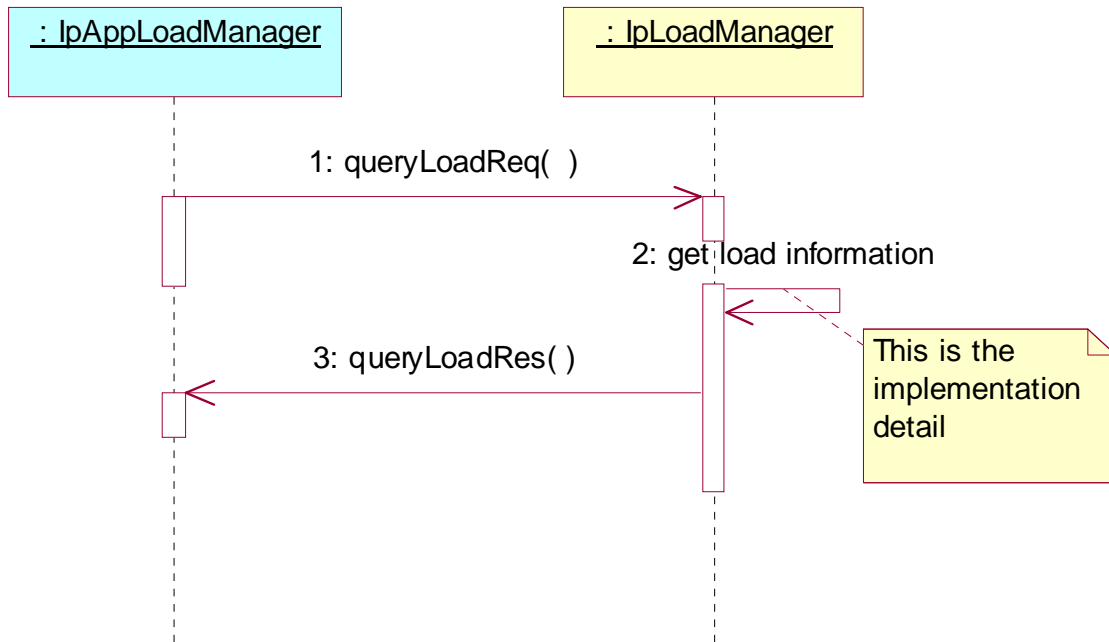 : IpAppLoadManager
: IpLoadManager
1: queryLoadReq( )
2: get load information
3: queryLoadRes( )
This is the
implementation
detail